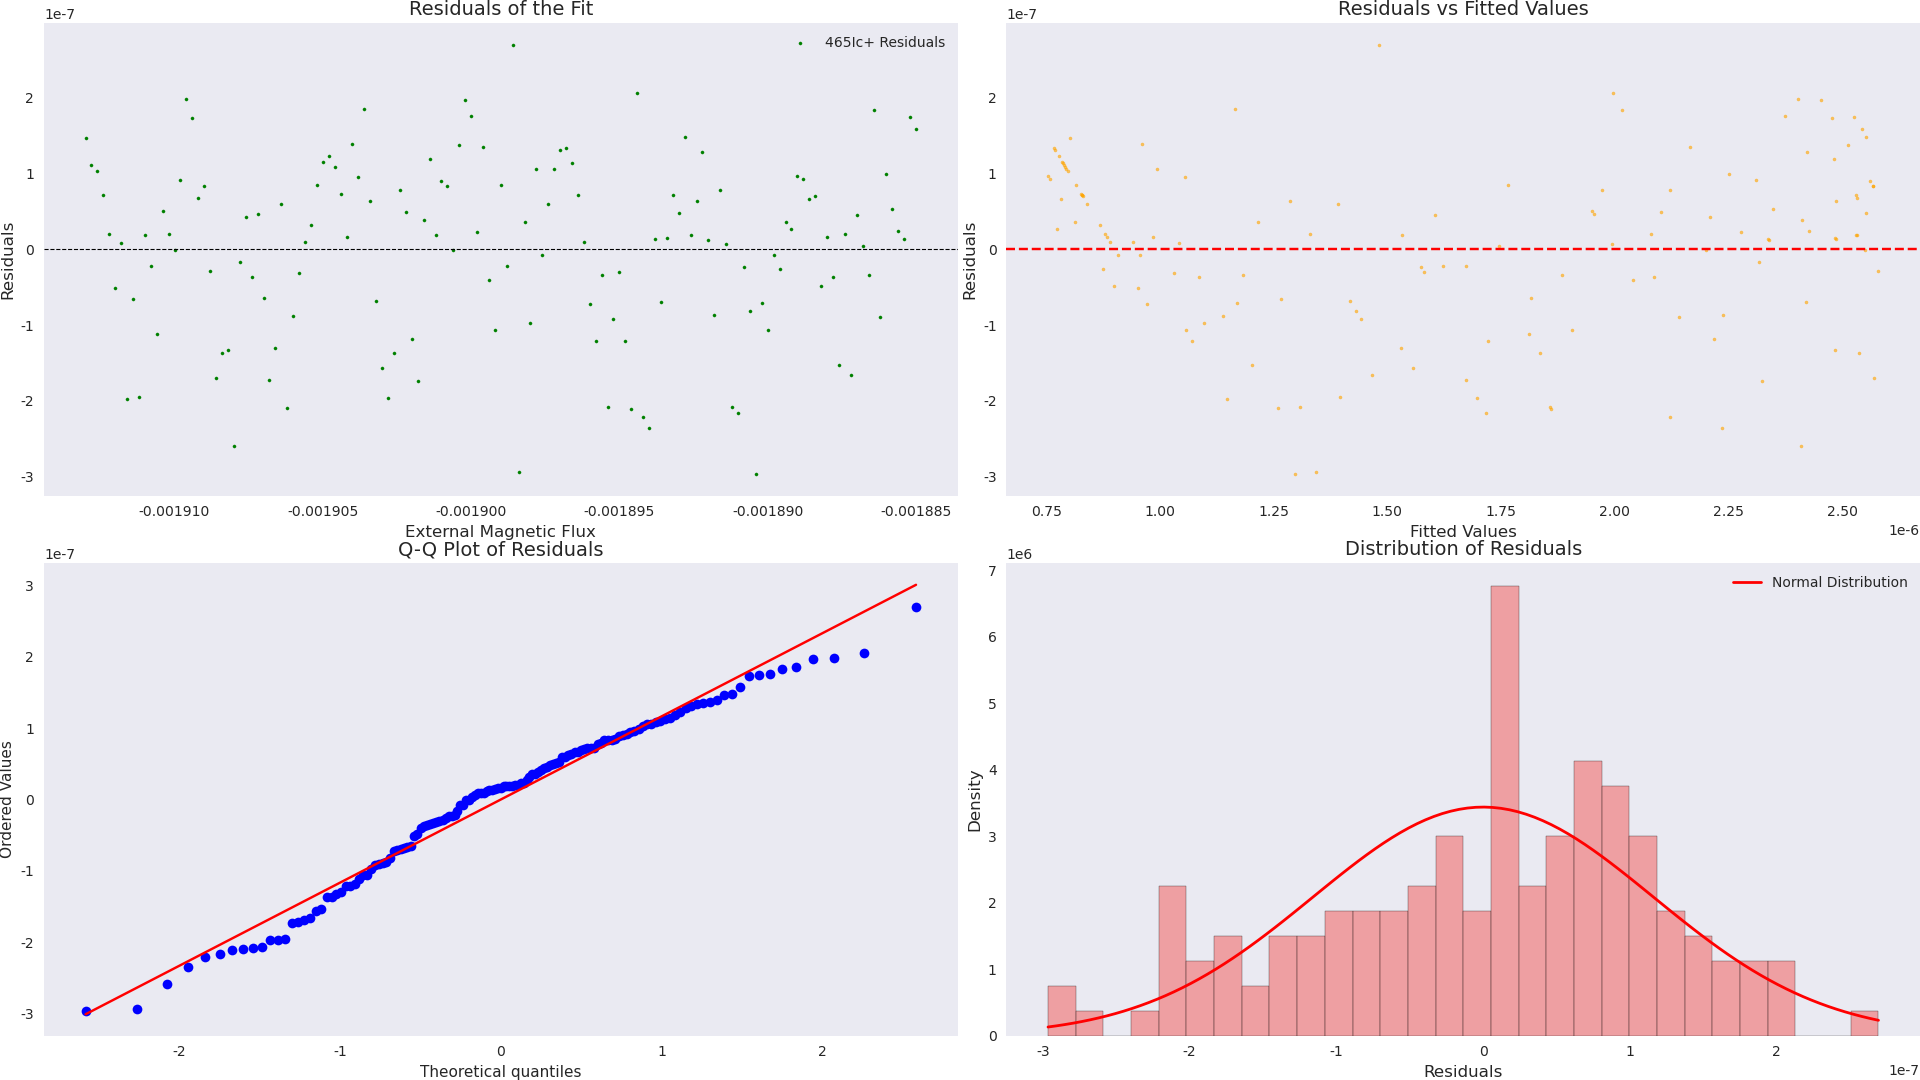 Residuals of the Fit
1e-7
465Ic+ Residuals
2
1
0
-1
-2
-3
Residuals
-0.001910
-0.001905
-0.001900
-0.001895
-0.001890
-0.001885
External Magnetic Flux
Residuals vs Fitted Values
1e-7
2
1
0
-1
-2
-3
Residuals
0.75
1.00
1.25
1.50
1.75
2.00
2.25
2.50
1e-6
Fitted Values
Q-Q Plot of Residuals
1e-7
3
2
1
0
-1
-2
-3
Ordered Values
-2
-1
0
1
2
Theoretical quantiles
Distribution of Residuals
1e6
Normal Distribution
7
6
5
4
3
2
1
0
Density
-3
-2
-1
0
1
2
1e-7
Residuals